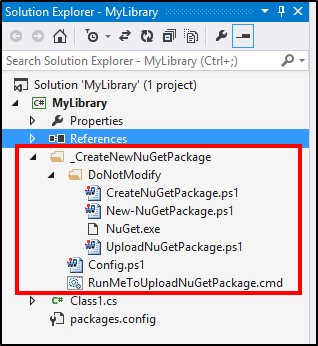 Solution Explorer - MyLibrary
Search Solution Explorer - MyLibrary (Ctrl+;)
Solution 'MyLibrary' (1 project)
C# MyLibrary
Properties
References
_CreateNewNuGetPackage
DoNotModify
CreateNuGetPackage.ps1
New-NuGetPackage.ps1
NuGet.exe
UploadNuGetPackage.ps1
Config.ps1
RunMeToUploadNuGetPackage.cmd
C# Class1.cs
packages.config